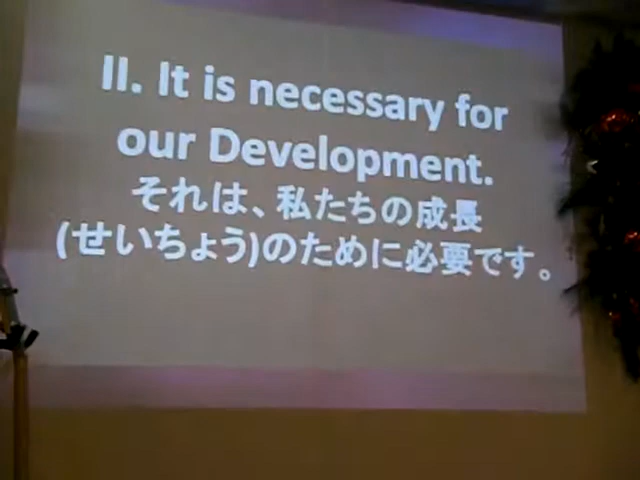 II. It is necessary for
our Development.
それは、私たちの成長
(せいちょう)のために必要です。